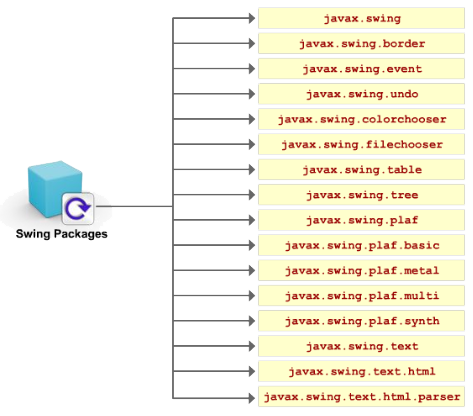 javax.swing
javax.swing.border
javax.swing.event
javax.swing.undo
javax.swing.colorchooser
javax.swing.filechooser
javax.swing.table
javax.swing.tree
Swing Packages
javax.swing.plaf
javax.swing.plaf.basic
javax.swing.plaf.metal
javax.swing.plaf.multi
javax.swing.plaf.synth
javax.swing.text
javax.swing.text.html
javax.swing.text.html.parser